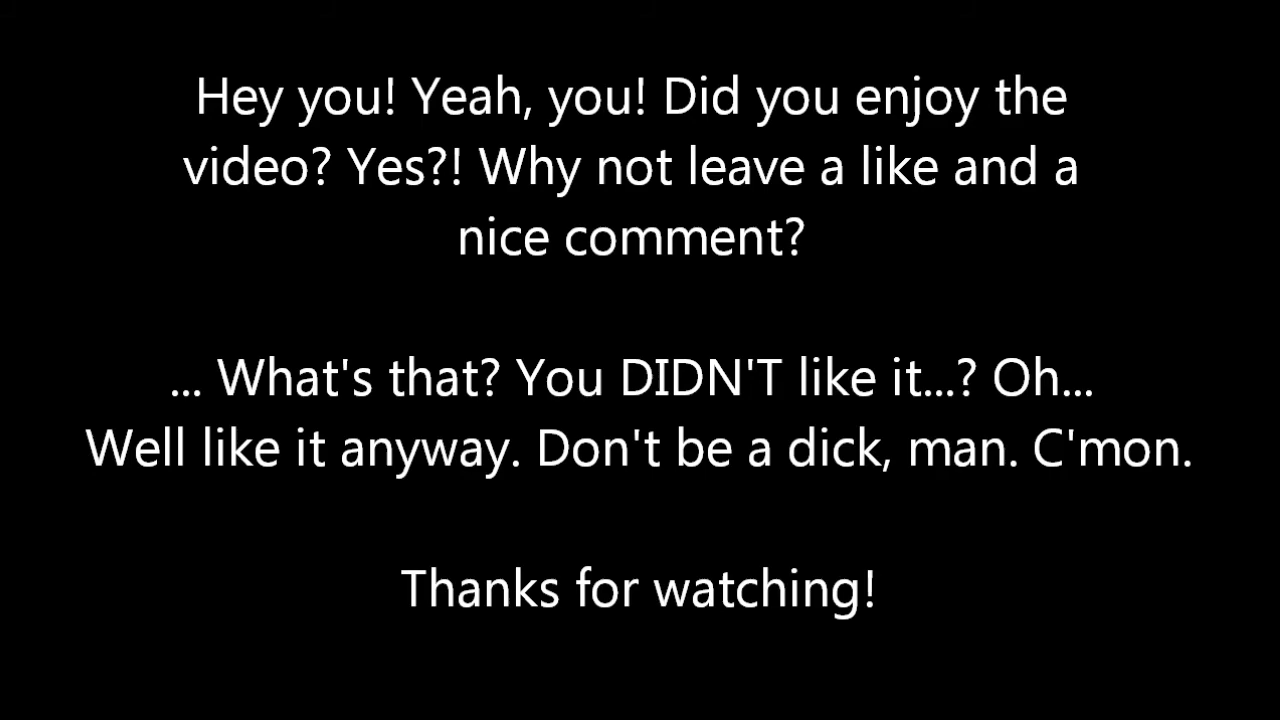 Hey you! Yeah, you! Did you enjoy the
video? Yes?! Why not leave a like and a
nice comment?
... What's that? You DIDN'T like it...? Oh...
Well like it anyway. Don't be a dick, man. C'mon.
Thanks for watching!